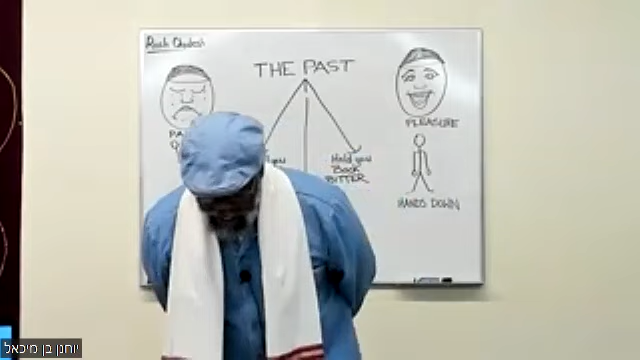 Rosh Chodesh
THE PAST
PLEASURE
Hold you
BACK
BITTER
HANDS DOWN
יוחנן בן מיכאל